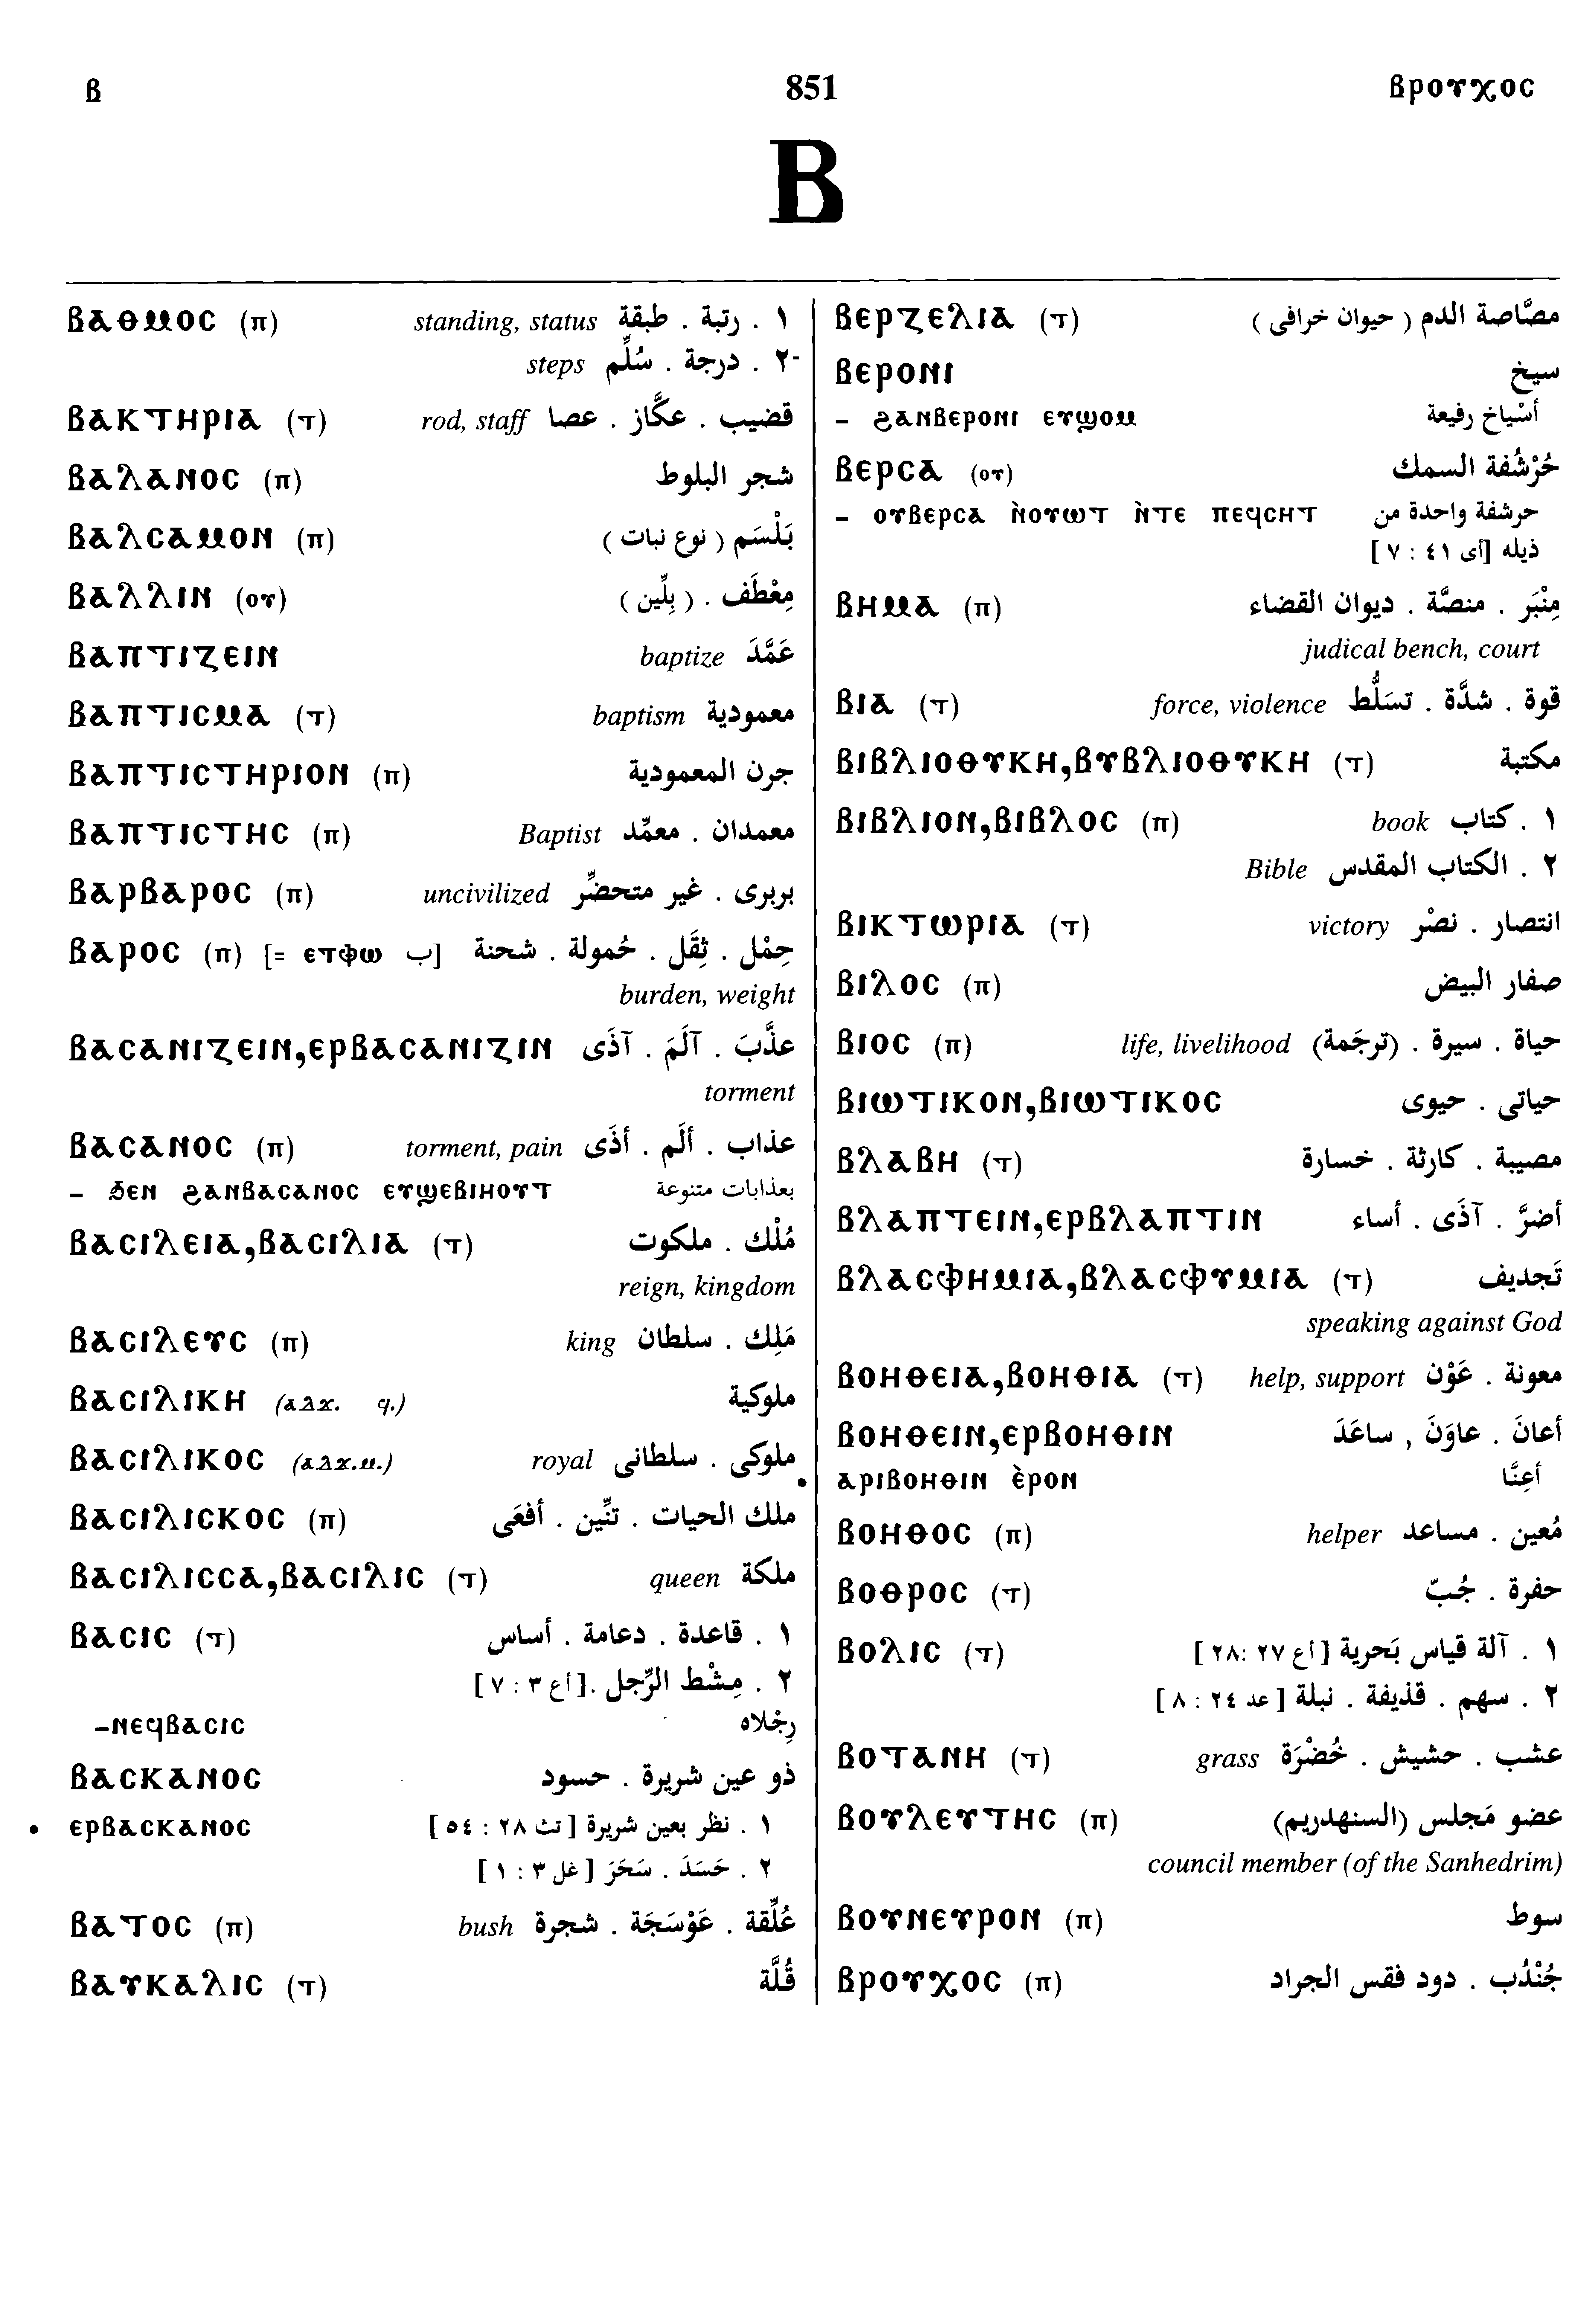 ⲃ 851 ⲃⲣⲟⲩⲭⲟⲥ
B
ⲃⲁⲑⲙⲟⲥ (ⲡ) standing, status ١ . رتبة . طبقة
steps ٢- . درجة . سُلَّم
ⲃⲁⲕⲧⲏⲣⲓⲁ (ⲧ) rod, staff قضيب . عكَّاز . عصا
ⲃⲁⲗⲁⲛⲟⲥ (ⲡ) شجر البلوط
ⲃⲁⲗⲥⲁⲙⲟⲛ (ⲡ) بَلْسَم ( نوع نبات )
ⲃⲁⲗⲗⲓⲛ (ⲟⲩ) مِعْطَف . ( بِلِّين )
ⲃⲁⲡⲧⲓⲍⲉⲓⲛ baptize عَمَّدَ
ⲃⲁⲡⲧⲓⲥⲙⲁ (ⲧ) baptism معمودية
ⲃⲁⲡⲧⲓⲥⲧⲏⲣⲓⲟⲛ (ⲡ) جرن المعمودية
ⲃⲁⲡⲧⲓⲥⲧⲏⲥ (ⲡ) Baptist معمدان . معمِّد
ⲃⲁⲣⲃⲁⲣⲟⲥ (ⲡ) uncivilized بربرى . غير متحضِّر
ⲃⲁⲣⲟⲥ (ⲡ) [= ⲉⲧⲫⲱ ب] حِمْل . ثِقَل . حُمولة . شحنة
burden, weight
ⲃⲁⲥⲁⲛⲓⲍⲉⲓⲛ,ⲉⲣⲃⲁⲥⲁⲛⲓⲍⲓⲛ عذَّبَ . آلَمَ . آذَى
torment
ⲃⲁⲥⲁⲛⲟⲥ (ⲡ) torment, pain عذاب . ألَم . أذَى
– ϧⲉⲛ ϩⲁⲛⲃⲁⲥⲁⲛⲟⲥ ⲉⲩϣⲉⲃⲓⲏⲟⲩⲧ بعذابات متنوعة
ⲃⲁⲥⲓⲗⲉⲓⲁ,ⲃⲁⲥⲓⲗⲓⲁ (ⲧ) مُلْك . ملكوت
reign, kingdom
ⲃⲁⲥⲓⲗⲉⲩⲥ (ⲡ) king مَلِك . سلطان
ⲃⲁⲥⲓⲗⲓⲕⲏ (ⲁⲇϫ. ϥ.) ملوكية
ⲃⲁⲥⲓⲗⲓⲕⲟⲥ (ⲁⲇϫ.ⲙ.) royal ملوكى . سلطانى
ⲃⲁⲥⲓⲗⲓⲥⲕⲟⲥ (ⲡ) ملك الحيات . تنِّين . أفعَى
ⲃⲁⲥⲓⲗⲓⲥⲥⲁ,ⲃⲁⲥⲓⲗⲓⲥ (ⲧ) queen ملكة
ⲃⲁⲥⲓⲥ (ⲧ) ١ . قاعدة . دعامة . أساس
٢ . مِشْط الرِّجل .[اع ٣ : ٧ ]
–ⲛⲉϥⲃⲁⲥⲓⲥ رِجْلاه
ⲃⲁⲥⲕⲁⲛⲟⲥ ذو عين شريرة . حسود
• ⲉⲣⲃⲁⲥⲕⲁⲛⲟⲥ ١ . نظر بعين شريرة [ تث ٢٨ : ٥٤ ]
٢ . حَسَدَ . سَحَرَ [ غل ٣ : ١ ]
ⲃⲁⲧⲟⲥ (ⲡ) bush عُلِّقة . عَوْسَجَة . شجرة
ⲃⲁⲩⲕⲁⲗⲓⲥ (ⲧ) قُلَّة
ⲃⲉⲣⲍⲉⲗⲓⲁ (ⲧ) مصَّاصة الدم ( حيوان خرافى )
ⲃⲉⲣⲟⲛⲓ سيخ
– ϩⲁⲛⲃⲉⲣⲟⲛⲓ ⲉⲩϣⲟⲙ أسْياخ رفيعة
ⲃⲉⲣⲥⲁ (ⲟⲩ) حُرْشُفة السمك
– ⲟⲩⲃⲉⲣⲥⲁ ⲛ̀ⲟⲩⲱⲧ ⲛ̀ⲧⲉ ⲡⲉϥⲥⲏⲧ حرشفة واحدة من
ذيله [أى ٤١ : ٧ ]
ⲃⲏⲙⲁ (ⲡ) مِنْبَر . منصَّة . ديوان القضاء
judical bench, court
ⲃⲓⲁ (ⲧ) force, violence قوة . شدَّة . تسَلُّط
ⲃⲓⲃⲗⲓⲟⲑⲩⲕⲏ,ⲃⲩⲃⲗⲓⲟⲑⲩⲕⲏ (ⲧ) مكتبة
ⲃⲓⲃⲗⲓⲟⲛ,ⲃⲓⲃⲗⲟⲥ (ⲡ) book ١ . كتاب
Bible ٢ . الكتاب المقدس
ⲃⲓⲕⲧⲱⲣⲓⲁ (ⲧ) victory انتصار . نصْر
ⲃⲓⲗⲟⲥ (ⲡ) صفار البيض
ⲃⲓⲟⲥ (ⲡ) life, livelihood حياة . سيرة . (ترجَمة)
ⲃⲓⲱⲧⲓⲕⲟⲛ,ⲃⲓⲱⲧⲓⲕⲟⲥ حياتى . حيوى
ⲃⲗⲁⲃⲏ (ⲧ) مصيبة . كارثة . خسارة
ⲃⲗⲁⲡⲧⲉⲓⲛ,ⲉⲣⲃⲗⲁⲡⲧⲓⲛ أضرَّ . آذَى . أساء
ⲃⲗⲁⲥⲫⲏⲙⲓⲁ,ⲃⲗⲁⲥⲫⲩⲙⲓⲁ (ⲧ) تَجديف
speaking against God
ⲃⲟⲏⲑⲉⲓⲁ,ⲃⲟⲏⲑⲓⲁ (ⲧ) help, support معونة . عَوْن
ⲃⲟⲏⲑⲉⲓⲛ,ⲉⲣⲃⲟⲏⲑⲓⲛ أعانَ . عاوَنَ , ساعَدَ
• ⲁⲣⲓⲃⲟⲏⲑⲓⲛ ⲉ̀ⲣⲟⲛ أعِنَّا
ⲃⲟⲏⲑⲟⲥ (ⲡ) helper مُعين . مساعد
ⲃⲟⲑⲣⲟⲥ (ⲧ) حفرة . جُبّ
ⲃⲟⲗⲓⲥ (ⲧ) ١ . آلة قياس بَحرية [ اع ٢٧ :٢٨ ]
٢ . سهم . قذيفة . نبلة [ عد ٢٤ : ٨ ]
ⲃⲟⲧⲁⲛⲏ (ⲧ) grass عشب . حشيش . خُضْرَة
ⲃⲟⲩⲗⲉⲩⲧⲏⲥ (ⲡ) عضو مَجلس (السنهدريم)
council member (of the Sanhedrim)
ⲃⲟⲩⲛⲉⲩⲣⲟⲛ (ⲡ) سوط
ⲃⲣⲟⲩⲭⲟⲥ (ⲡ) جُنْدُب . دود فقس الجراد